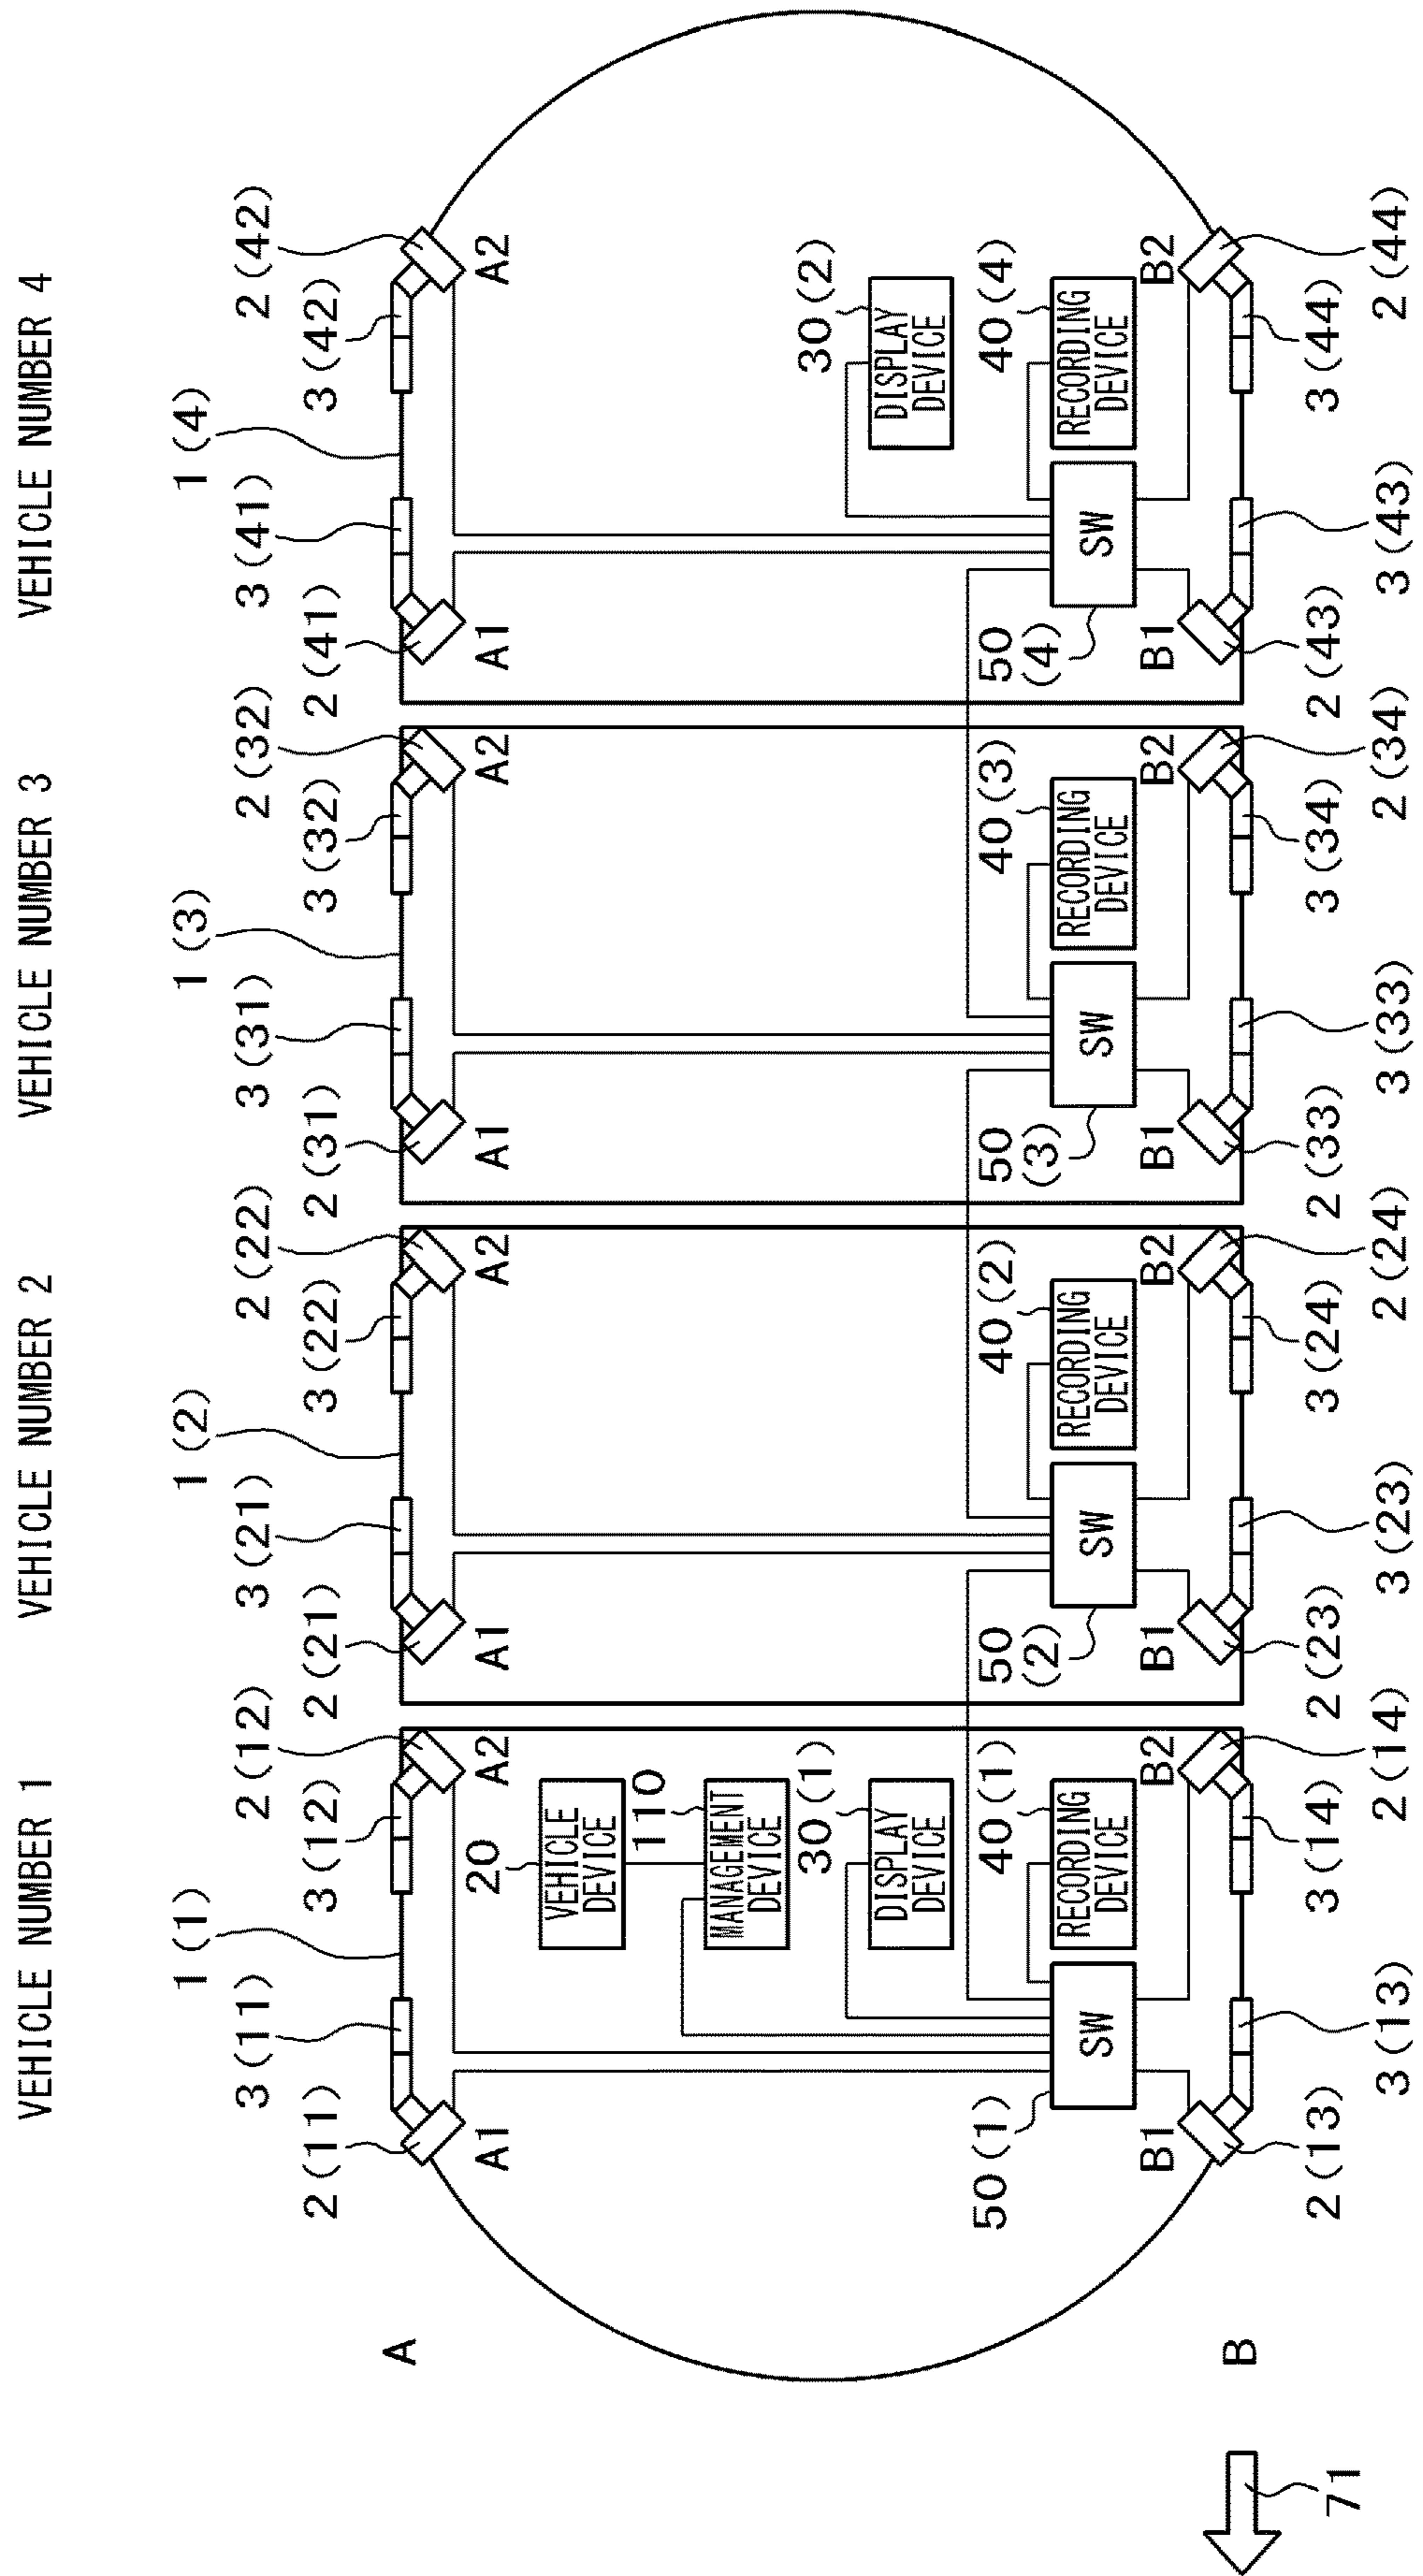 VEHICLE NUMBER 1
VEHICLE NUMBER 2
VEHICLE NUMBER 3
VEHICLE NUMBER 4
1 (1)
1 (2)
1 (3)
1 (4)
3 (11)
2 (12)
3 (21)
2 (22)
3 (31)
2 (32)
3 (41)
2 (42)
2 (11)
3 (12)
2 (21)
3 (22)
2 (31)
3 (32)
2 (41)
3 (42)
A
A1
A2
A1
A2
A1
A2
A1
A2
20
VEHICLE
DEVICE
110
MANAGEMENT
DEVICE
30 (1)
DISPLAY
DEVICE
30 (2)
DISPLAY
DEVICE
50 (1)
SW
40 (1)
RECORDING
DEVICE
50
(2)
SW
40 (2)
RECORDING
DEVICE
50
(3)
SW
40 (3)
RECORDING
DEVICE
50
(4)
SW
40 (4)
RECORDING
DEVICE
B1
B2
B1
B2
B1
B2
B1
B2
B
2 (13)
3 (14)
2 (23)
3 (24)
2 (33)
3 (34)
2 (43)
3 (44)
3 (13)
2 (14)
3 (23)
2 (24)
3 (33)
2 (34)
3 (43)
2 (44)
71